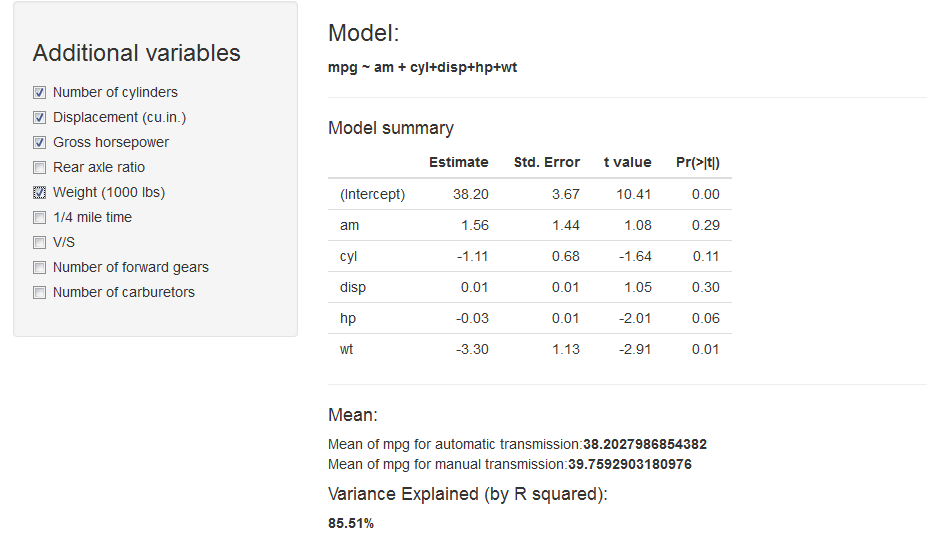 Additional variables
Number of cylinders
Displacement (cu.in.)
Gross horsepower
Rear axle ratio
Weight (1000 lbs)
1/4 mile time
V/S
Number of forward gears
Number of carburetors
Model:
mpg ~ am + cyl+disp+hp+wt
Model summary
Estimate Std. Error t value Pr(>|t|)
(Intercept) 38.20 3.67 10.41 0.00
am 1.56 1.44 1.08 0.29
cyl -1.11 0.68 -1.64 0.11
disp 0.01 0.01 1.05 0.30
hp -0.03 0.01 -2.01 0.06
wt -3.30 1.13 -2.91 0.01
Mean:
Mean of mpg for automatic transmission:38.2027986854382
Mean of mpg for manual transmission:39.7592903180976
Variance Explained (by R squared):
85.51%